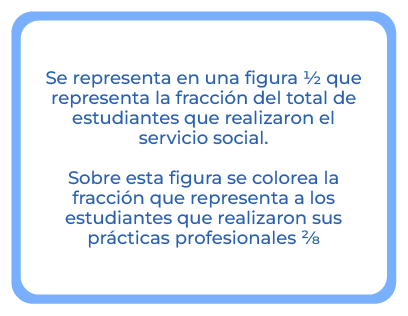 Se representa en una figura ½ que
representa la fracción del total de
estudiantes que realizaron el
servicio social.
Sobre esta figura se colorea la
fracción que representa a los
estudiantes que realizaron sus
prácticas profesionales ²⁄₈